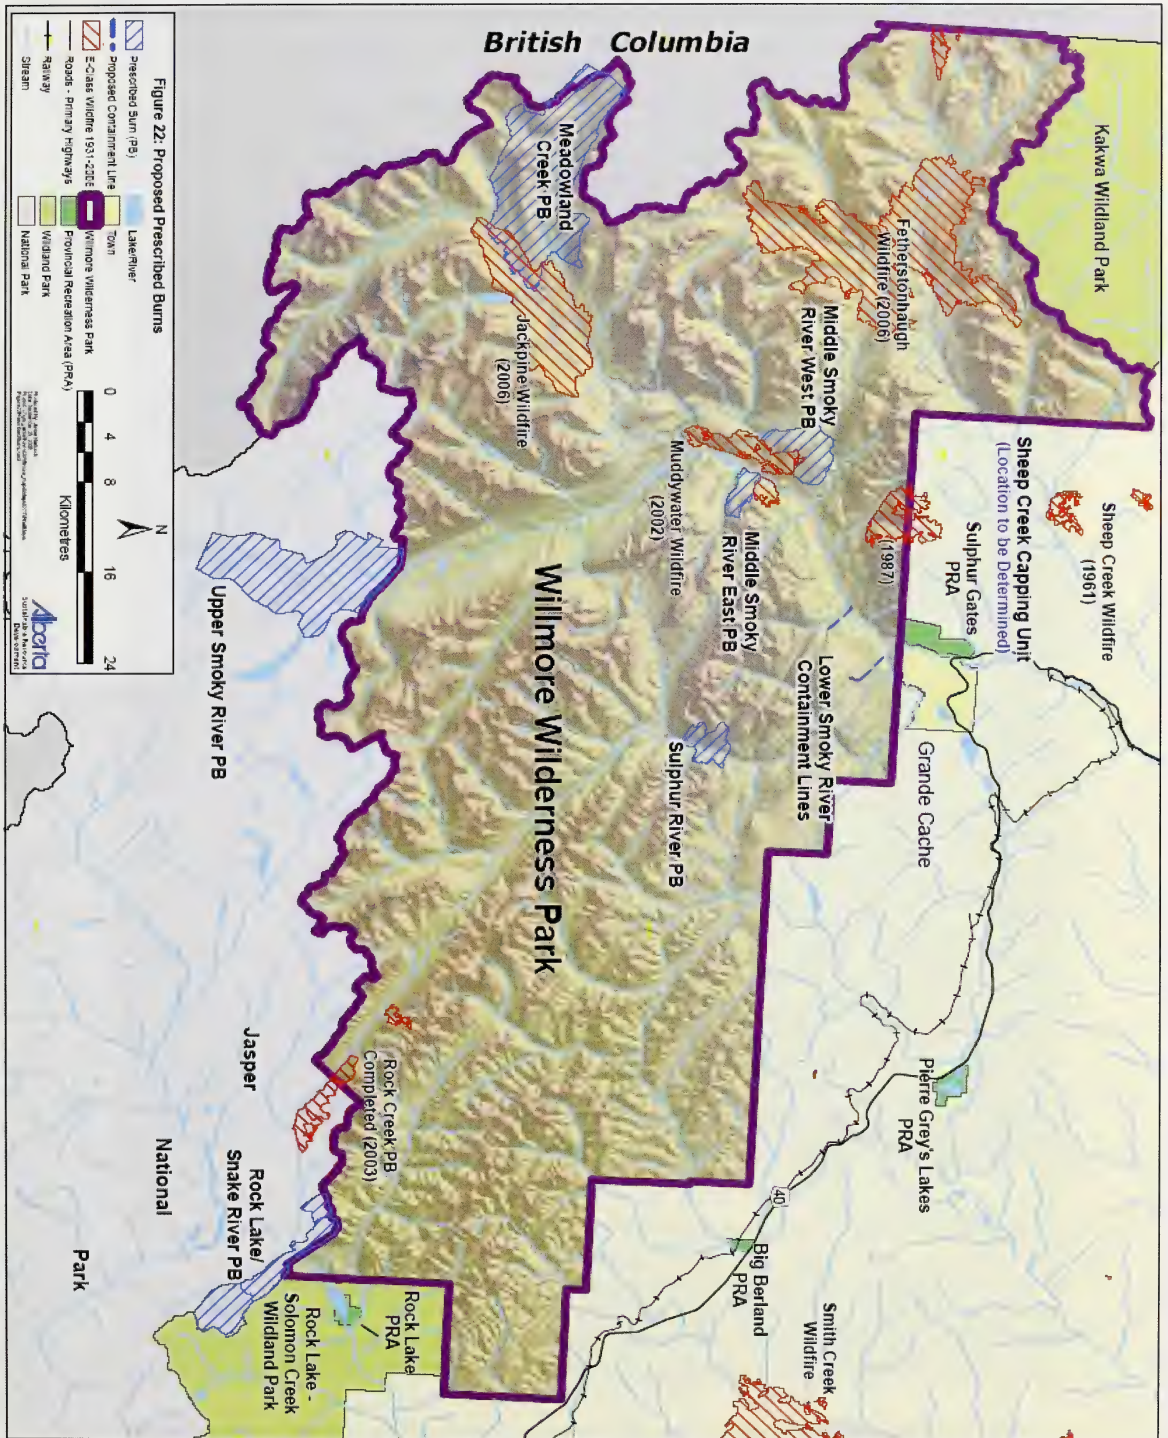 British Columbia
Kakwa Wildland Park
Meadowland
Creek PB
Fetherstonhaugh
Wildfire (2006)
Jackpine Wildfire
(2006)
Middle Smoky
River West PB
Muddywater Wildfire
(2002)
Middle Smoky
River East PB
(1987)
Sheep Creek Capping Unit
(Location to be Determined)
Sheep Creek Wildfire
(1961)
Sulphur Gates
PRA
Lower Smoky River
Containment Lines
Grande Cache
Sulphur River PB
Willmore Wilderness Park
Upper Smoky River PB
Pierre Grey's Lakes
PRA
40
Big Berland
PRA
Smith Creek
Wildfire
Rock Creek PB
Completed (2003)
Jasper
National
Park
Rock Lake/
Snake River PB
Rock Lake
PRA
Rock Lake -
Solomon Creek
Wildland Park
Figure 22: Proposed Prescribed Burns
Prescribed Burn (PB)
Proposed Containment Line
E-Class Wildfire 1931-2006
Roads - Primary Highways
Railway
Stream
Lake/River
Town
Willmore Wilderness Park
Provincial Recreation Area (PRA)
Wildland Park
National Park
0 4 8 16 24
Kilometres
N
Alberta
Sustainable Resource
Development